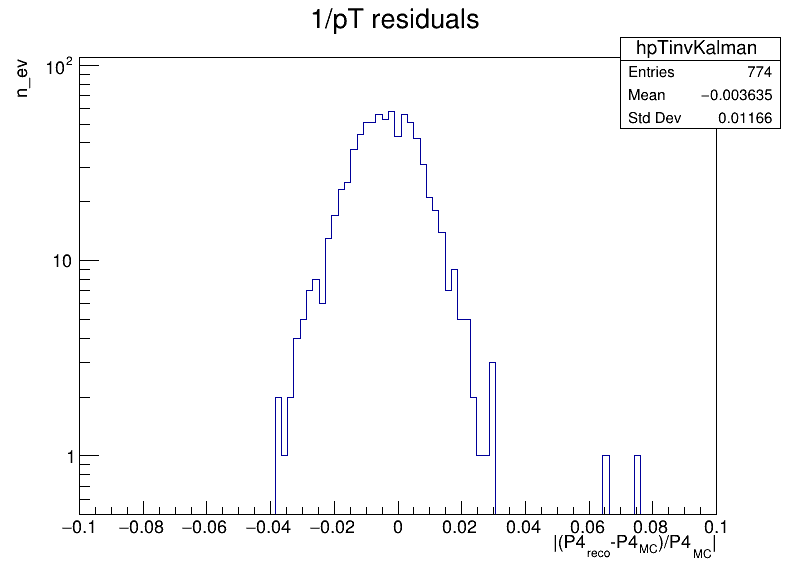 1/pT residuals
hpTinvKalman
Entries 774
Mean −0.003635
Std Dev 0.01166
n_ev
10²
10
1
−0.1 −0.08 −0.06 −0.04 −0.02 0 0.02 0.04 0.06 0.08 0.1
|(P4reco-P4MC)/P4MC|